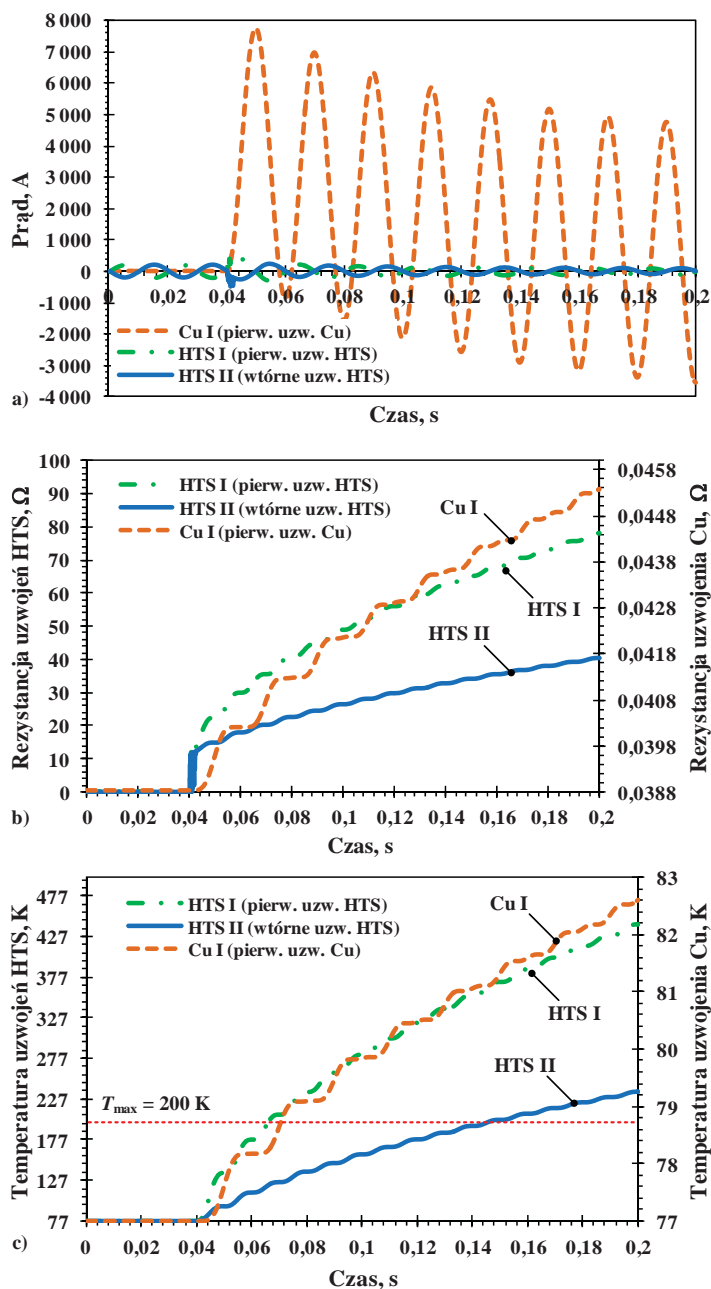 8 000
7 000
6 000
5 000
4 000
3 000
2 000
1 000
0
-1 000
-2 000
-3 000
-4 000
Prąd, A
0 0,02 0,04 0,06 0,08 0,1 0,12 0,14 0,16 0,18 0,2
Cu I (pierw. uzw. Cu)
HTS I (pierw. uzw. HTS)
HTS II (wtórne uzw. HTS)
a)
Czas, s
100
90
80
70
60
50
40
30
20
10
0
Rezystancja uzwojeń HTS, Ω
HTS I (pierw. uzw. HTS)
HTS II (wtórne uzw. HTS)
Cu I (pierw. uzw. Cu)
Cu I
HTS I
HTS II
0,0458
0,0448
0,0438
0,0428
0,0418
0,0408
0,0398
0,0388
Rezystancja uzwojenia Cu, Ω
0 0,02 0,04 0,06 0,08 0,1 0,12 0,14 0,16 0,18 0,2
b)
Czas, s
477
427
377
327
277
227
177
127
77
Temperatura uzwojeń HTS, K
HTS I (pierw. uzw. HTS)
HTS II (wtórne uzw. HTS)
Cu I (pierw. uzw. Cu)
Cu I
HTS I
HTS II
Tmax = 200 K
83
82
81
80
79
78
77
Temperatura uzwojenia Cu, K
0 0,02 0,04 0,06 0,08 0,1 0,12 0,14 0,16 0,18 0,2
c)
Czas, s